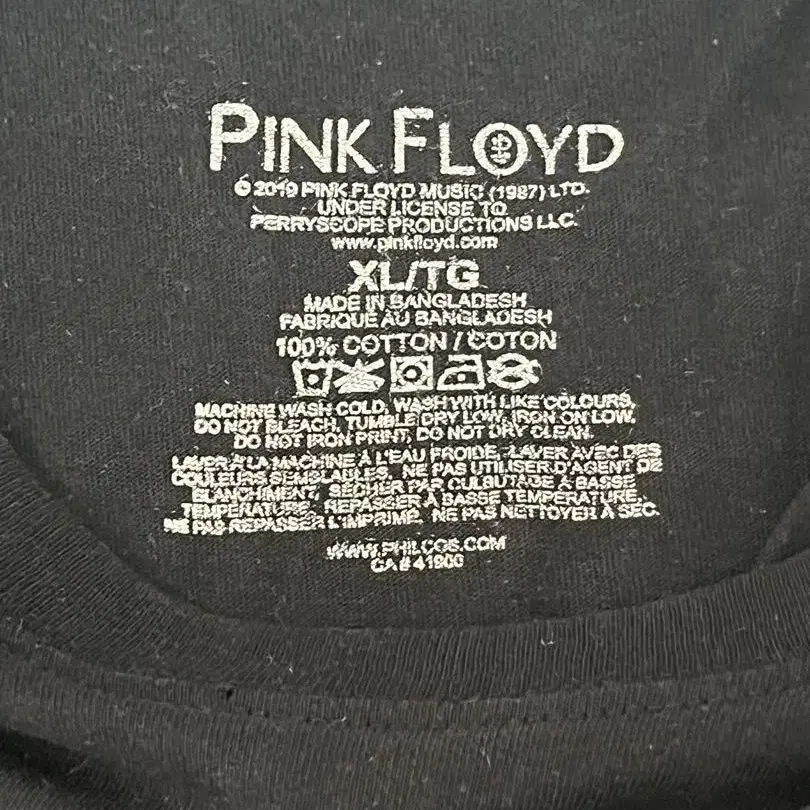 PINK FLOYD
© 2019 PINK FLOYD MUSIC (1987) LTD.
UNDER LICENSE TO
PERRYSCOPE PRODUCTIONS LLC.
www.pinkfloyd.com
XL/TG
MADE IN BANGLADESH
FABRIQUE AU BANGLADESH
100% COTTON / COTON
MACHINE WASH COLD, WASH WITH LIKE COLOURS,
DO NOT BLEACH, TUMBLE DRY LOW, IRON ON LOW,
DO NOT IRON PRINT, DO NOT DRY CLEAN.
LAVER À LA MACHINE À L'EAU FROIDE, LAVER AVEC DES
COULEURS SEMBLABLES. NE PAS UTILISER D'AGENT DE
BLANCHIMENT, SÉCHER PAR CULBUTAGE À BASSE
TEMPÉRATURE, REPASSER À BASSE TEMPÉRATURE,
NE PAS REPASSER L'IMPRIMÉ, NE PAS NETTOYER À SEC.
WWW.PHILCOS.COM
CA# 41900